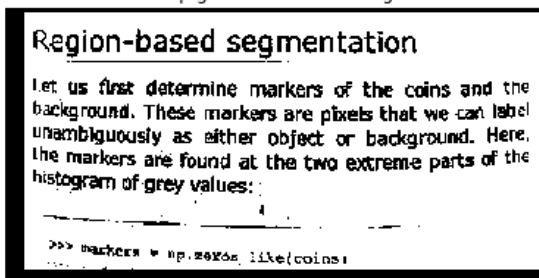 Region-based segmentation
Let us first determine markers of the coins and the
background. These markers are pixels that we can label
unambiguously as either object or background. Here,
the markers are found at the two extreme parts of the
histogram of grey values:
>>> markers = np.zeros_like(coins)